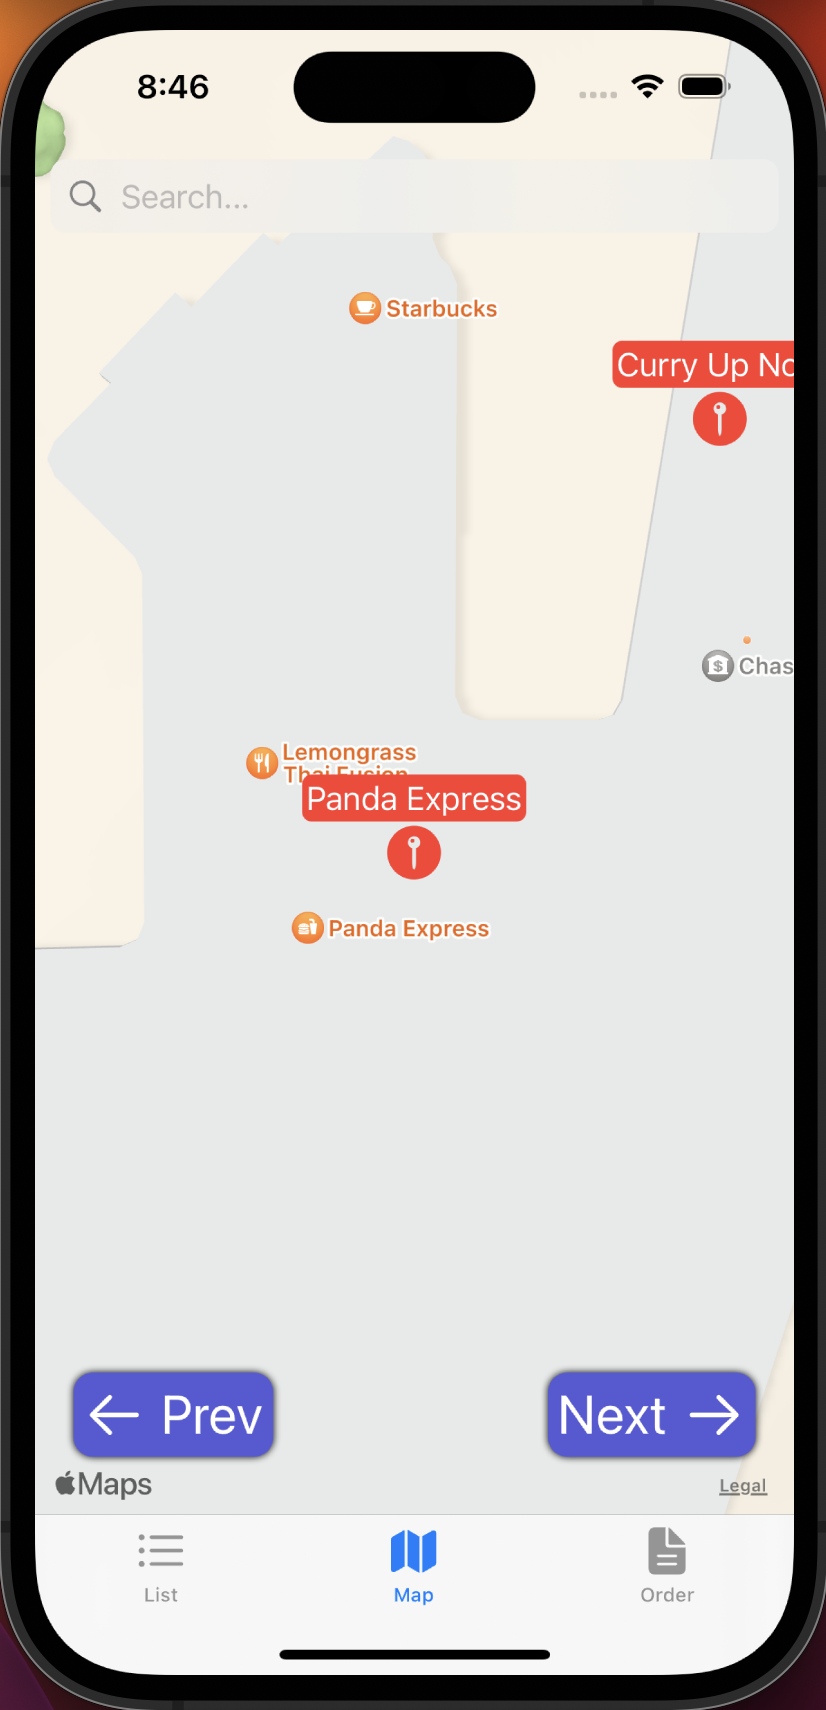 8:46
Search...
Starbucks
Curry Up No
Chas
Lemongrass
Thai Fusion
Panda Express
Panda Express
Prev
Next
Maps
Legal
List
Map
Order